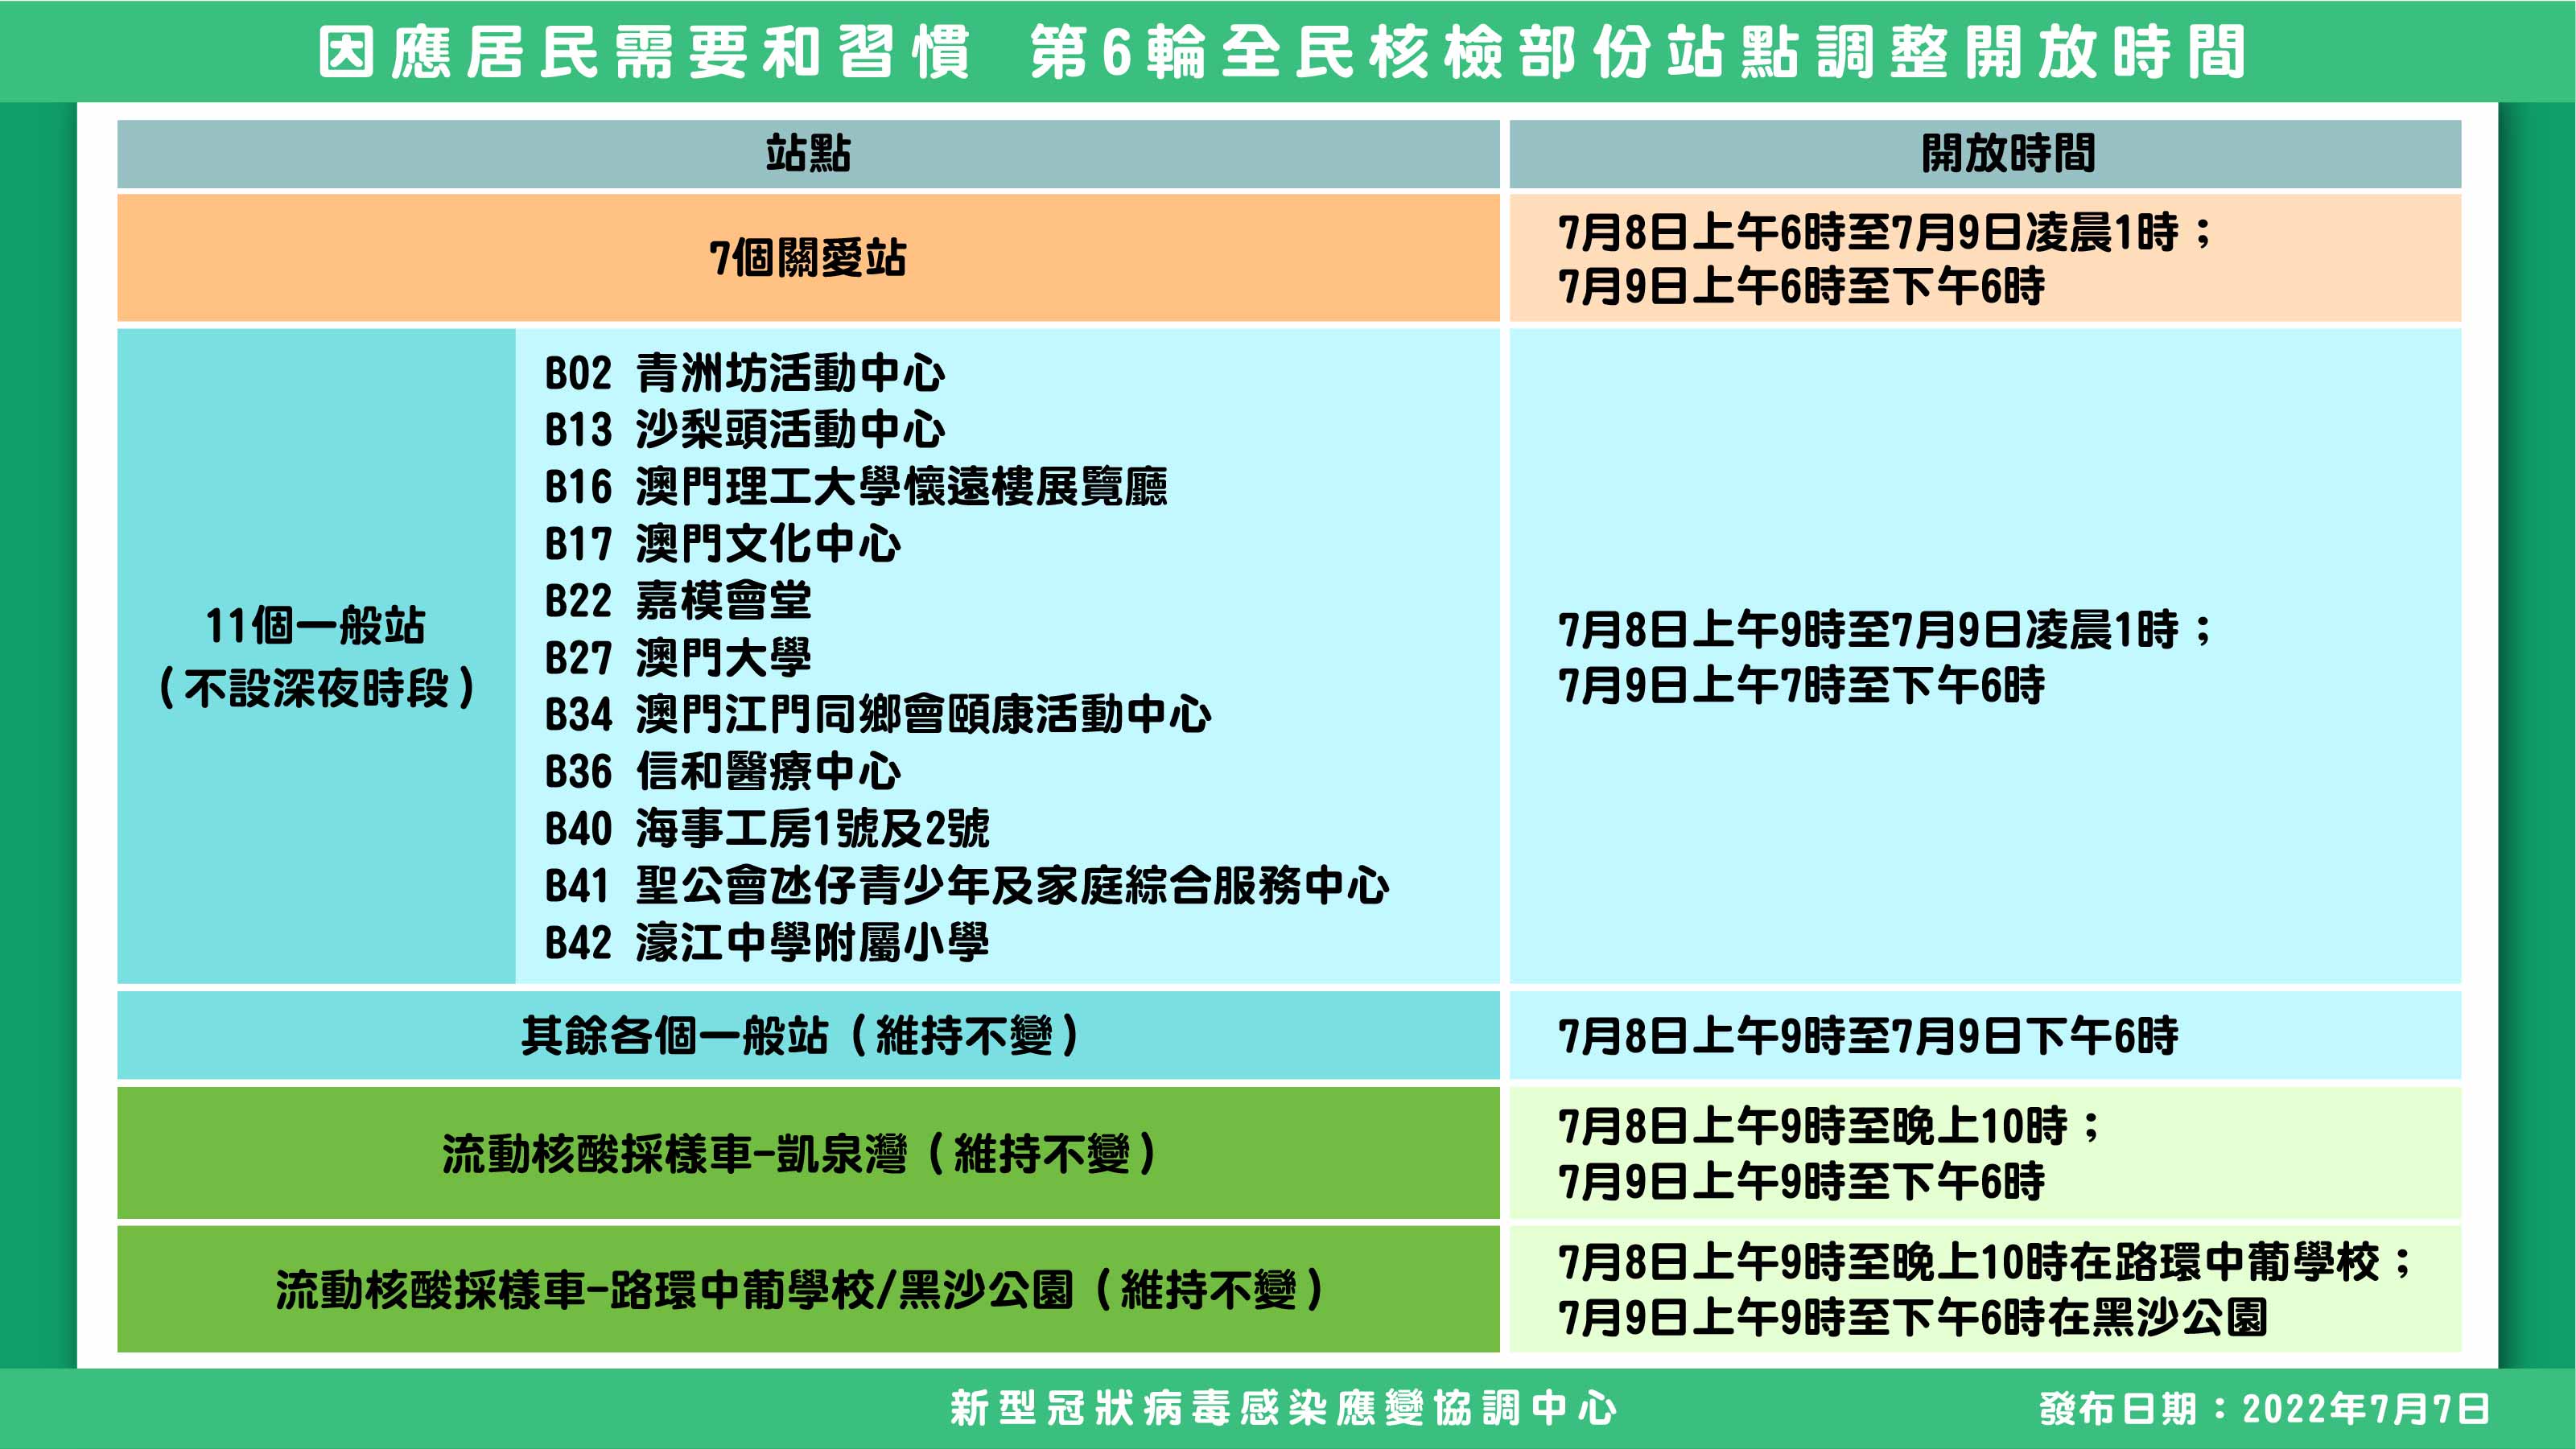 因應居民需要和習慣 第6輪全民核檢部份站點調整開放時間
站點
開放時間
7個關愛站
7月8日上午6時至7月9日凌晨1時；
7月9日上午6時至下午6時
11個一般站
（不設深夜時段）
B02 青洲坊活動中心
B13 沙梨頭活動中心
B16 澳門理工大學懷遠樓展覽廳
B17 澳門文化中心
B22 嘉模會堂
B27 澳門大學
B34 澳門江門同鄉會頤康活動中心
B36 信和醫療中心
B40 海事工房1號及2號
B41 聖公會氹仔青少年及家庭綜合服務中心
B42 濠江中學附屬小學
7月8日上午9時至7月9日凌晨1時；
7月9日上午7時至下午6時
其餘各個一般站（維持不變）
7月8日上午9時至7月9日下午6時
流動核酸採樣車-凱泉灣（維持不變）
7月8日上午9時至晚上10時；
7月9日上午9時至下午6時
流動核酸採樣車-路環中葡學校/黑沙公園（維持不變）
7月8日上午9時至晚上10時在路環中葡學校；
7月9日上午9時至下午6時在黑沙公園
新型冠狀病毒感染應變協調中心
發布日期：2022年7月7日